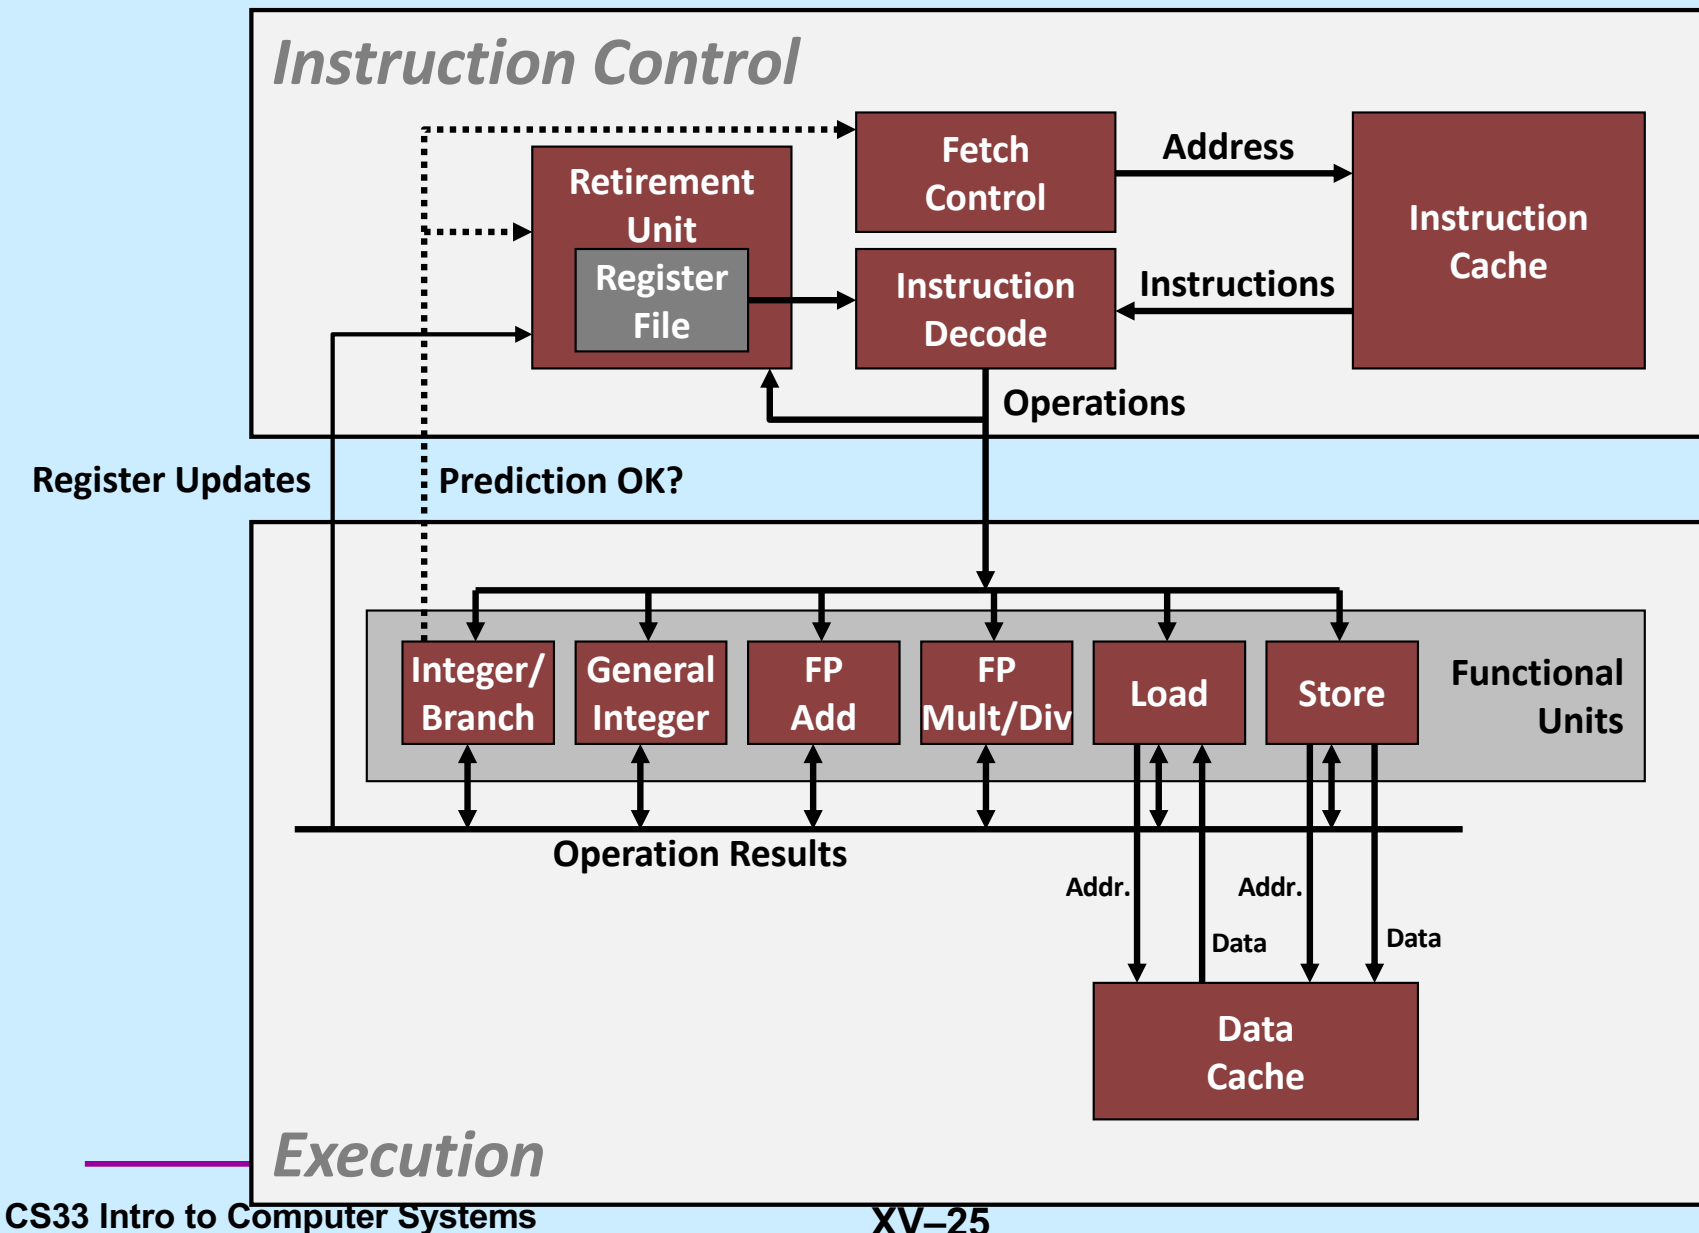 Instruction Control
Fetch
Control
Address
Retirement
Unit
Instruction
Cache
Register
File
Instruction
Decode
Instructions
Operations
Register Updates
Prediction OK?
Integer/
Branch
General
Integer
FP
Add
FP
Mult/Div
Load
Store
Functional
Units
Operation Results
Addr.
Addr.
Data
Data
Data
Cache
Execution
CS33 Intro to Computer Systems
XV–25